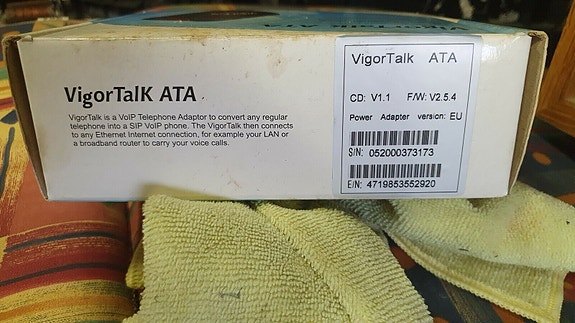 VigorTalk ATA
VigorTalK ATA
VigorTalk is a VoIP Telephone Adaptor to convert any regular
telephone into a SIP VoIP phone. The VigorTalk then connects
to any Ethernet Internet connection, for example your LAN or
a broadband router to carry your voice calls.
VigorTalk ATA
CD: V1.1 F/W: V2.5.4
Power Adapter version: EU
S/N: 052000373173
E/N: 4719853552920